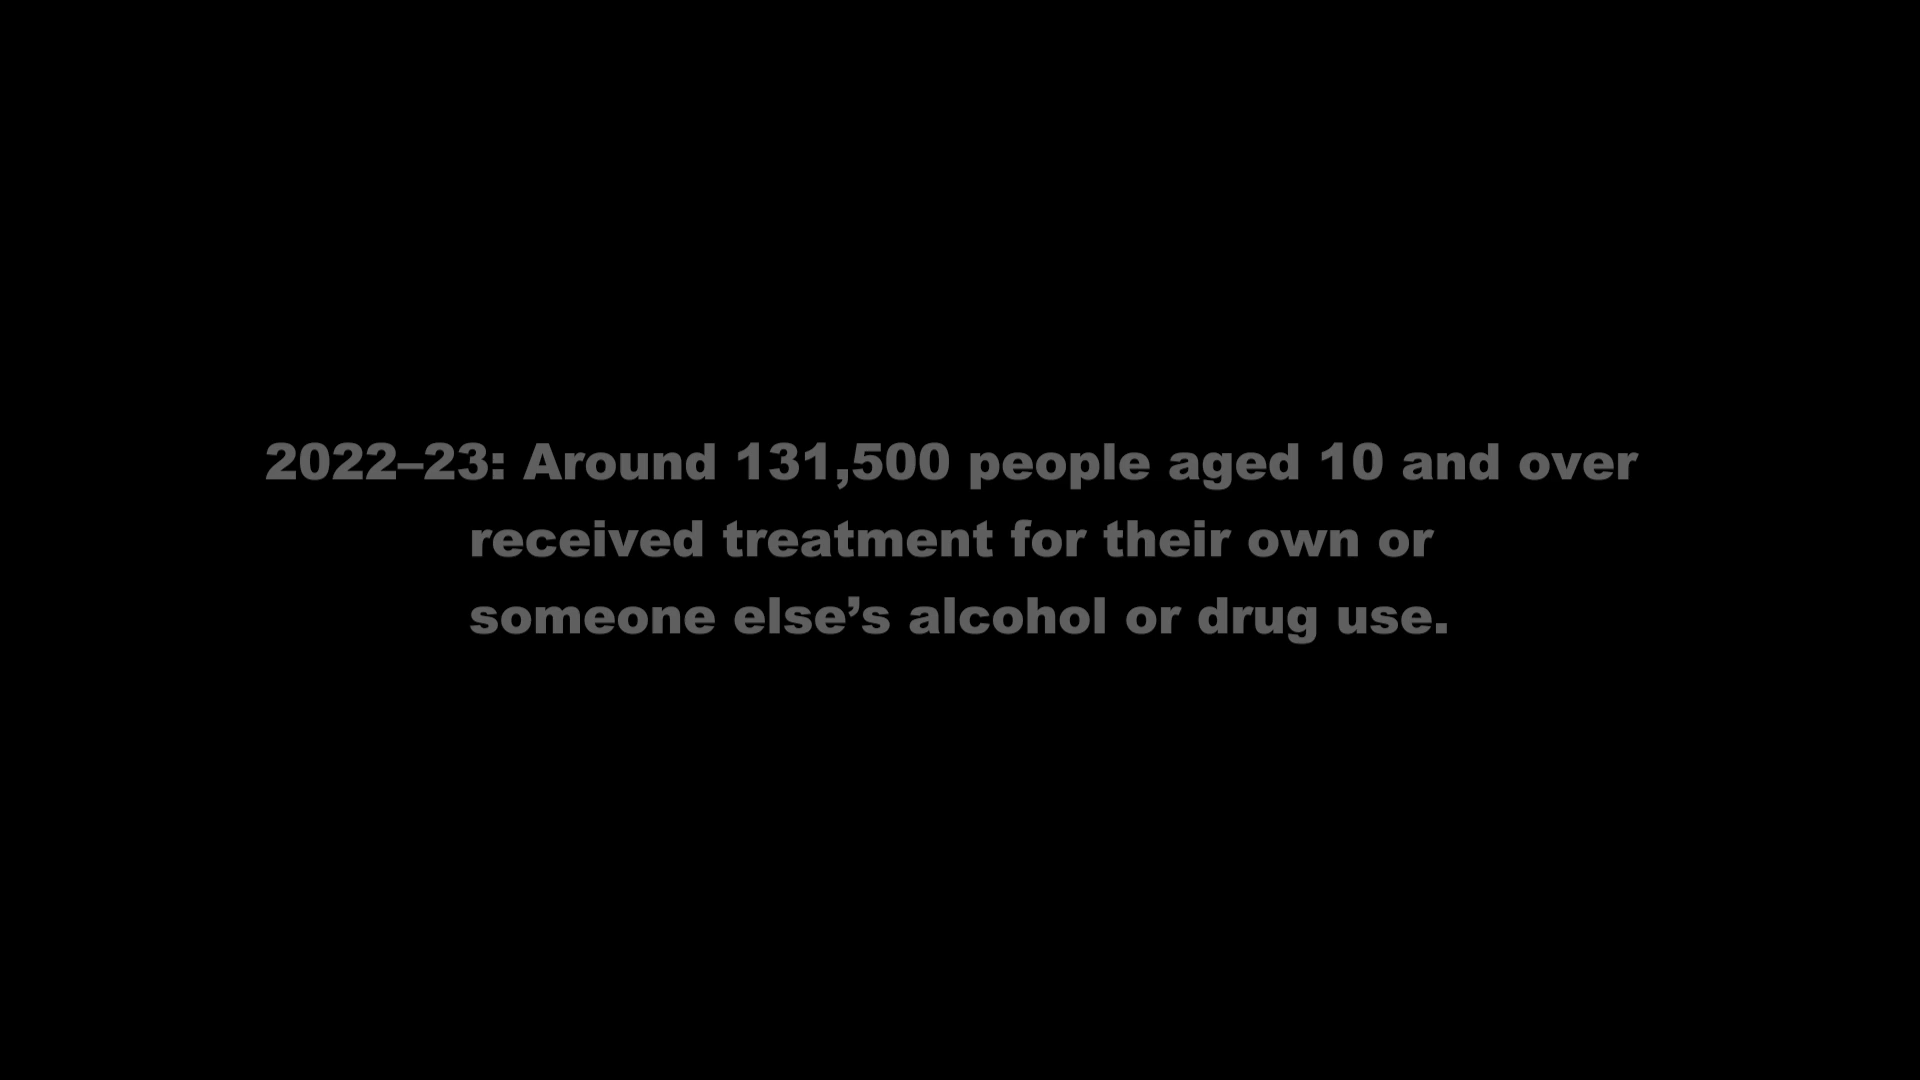 2022–23: Around 131,500 people aged 10 and over
received treatment for their own or
someone else’s alcohol or drug use.